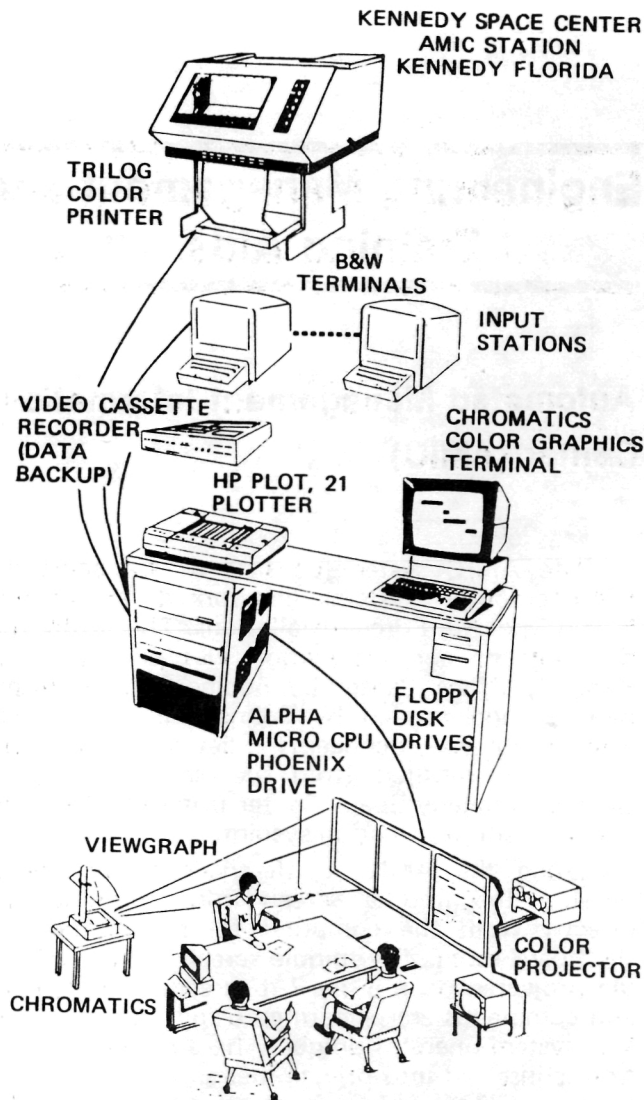 KENNEDY SPACE CENTER
AMIC STATION
KENNEDY FLORIDA
TRILOG
COLOR
PRINTER
B&W
TERMINALS
INPUT
STATIONS
VIDEO CASSETTE
RECORDER
(DATA
BACKUP)
CHROMATICS
COLOR GRAPHICS
TERMINAL
HP PLOT, 21
PLOTTER
FLOPPY
DISK
DRIVES
ALPHA
MICRO CPU
PHOENIX
DRIVE
VIEWGRAPH
COLOR
PROJECTOR
CHROMATICS